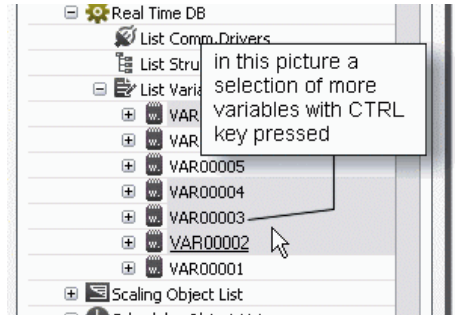 Real Time DB
List Comm.Drivers
List Stru
in this picture a
selection of more
variables with CTRL
key pressed
List Varia
VAR
VAR
VAR00005
VAR00004
VAR00003
VAR00002
VAR00001
Scaling Object List